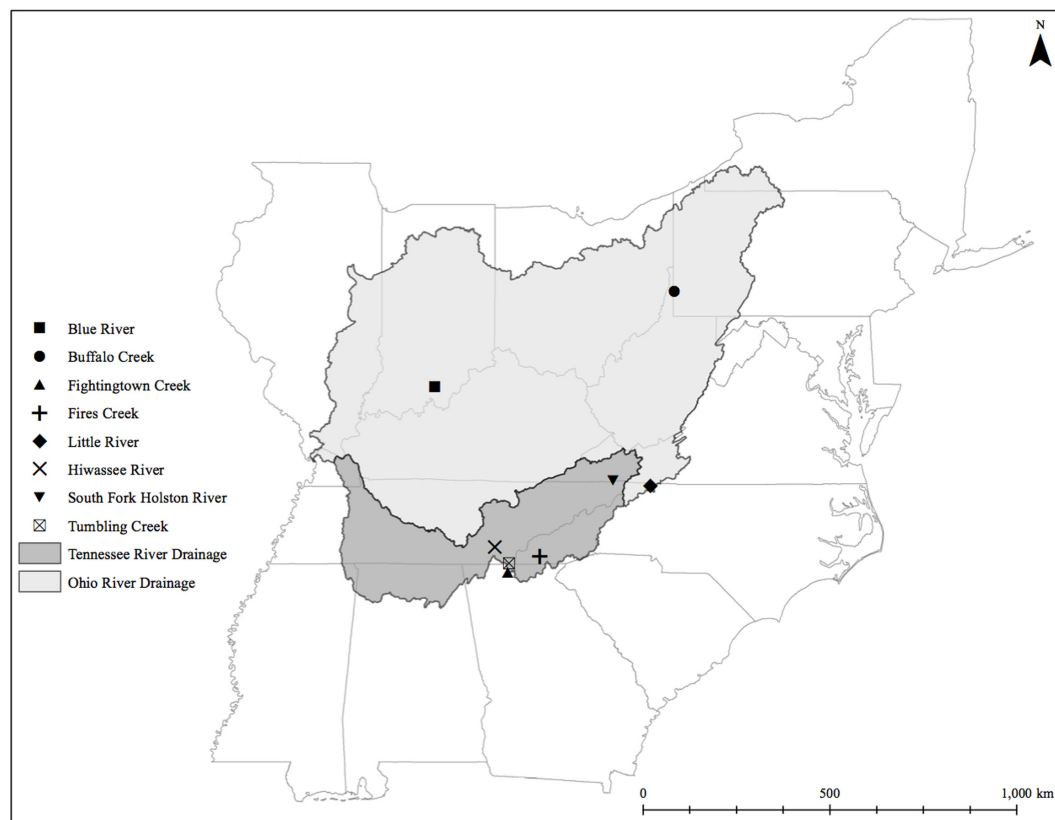 N
Blue River
Buffalo Creek
Fightingtown Creek
Fires Creek
Little River
Hiwassee River
South Fork Holston River
Tumbling Creek
Tennessee River Drainage
Ohio River Drainage
0 500 1,000 km